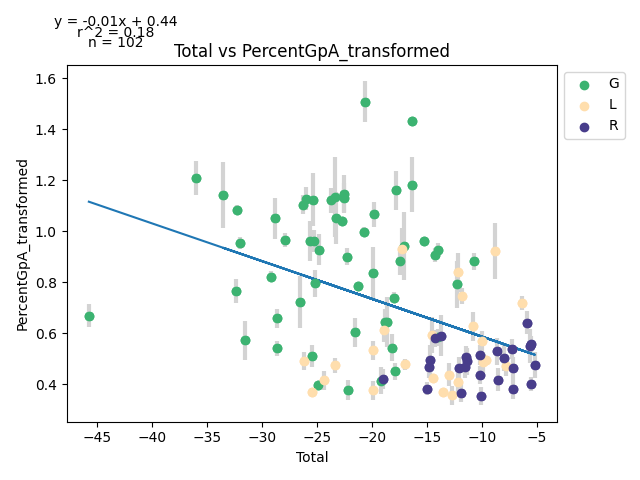 y = -0.01x + 0.44
r^2 = 0.18
n = 102
Total vs PercentGpA_transformed
G
L
R
PercentGpA_transformed
1.6
1.4
1.2
1.0
0.8
0.6
0.4
−45 −40 −35 −30 −25 −20 −15 −10 −5
Total